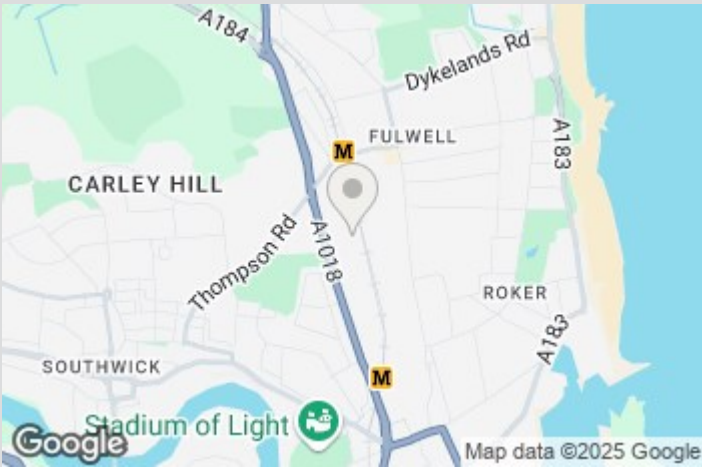 A184
Dykelands Rd
FULWELL
M
A183
CARLEY HILL
Thompson Rd
A1018
ROKER
A183
SOUTHWICK
M
Stadium of Light
Google
Map data ©2025 Google